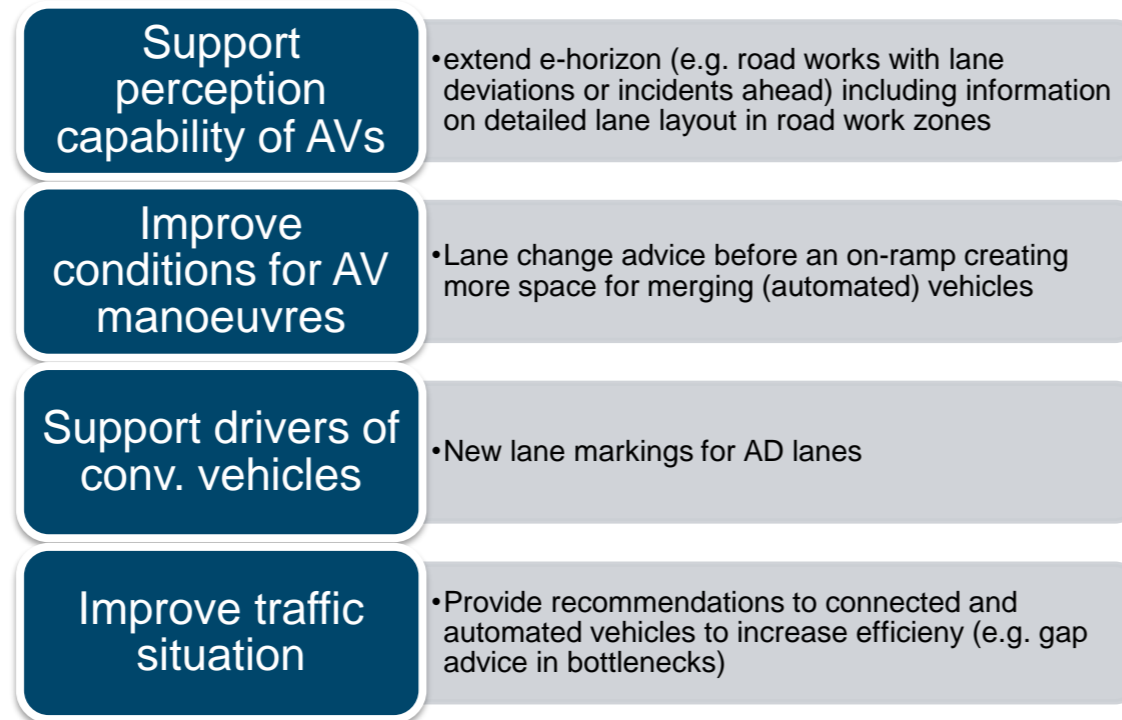 Support
perception
capability of AVs
•extend e-horizon (e.g. road works with lane
deviations or incidents ahead) including information
on detailed lane layout in road work zones
Improve
conditions for AV
manoeuvres
•Lane change advice before an on-ramp creating
more space for merging (automated) vehicles
Support drivers of
conv. vehicles
•New lane markings for AD lanes
Improve traffic
situation
•Provide recommendations to connected and
automated vehicles to increase efficieny (e.g. gap
advice in bottlenecks)